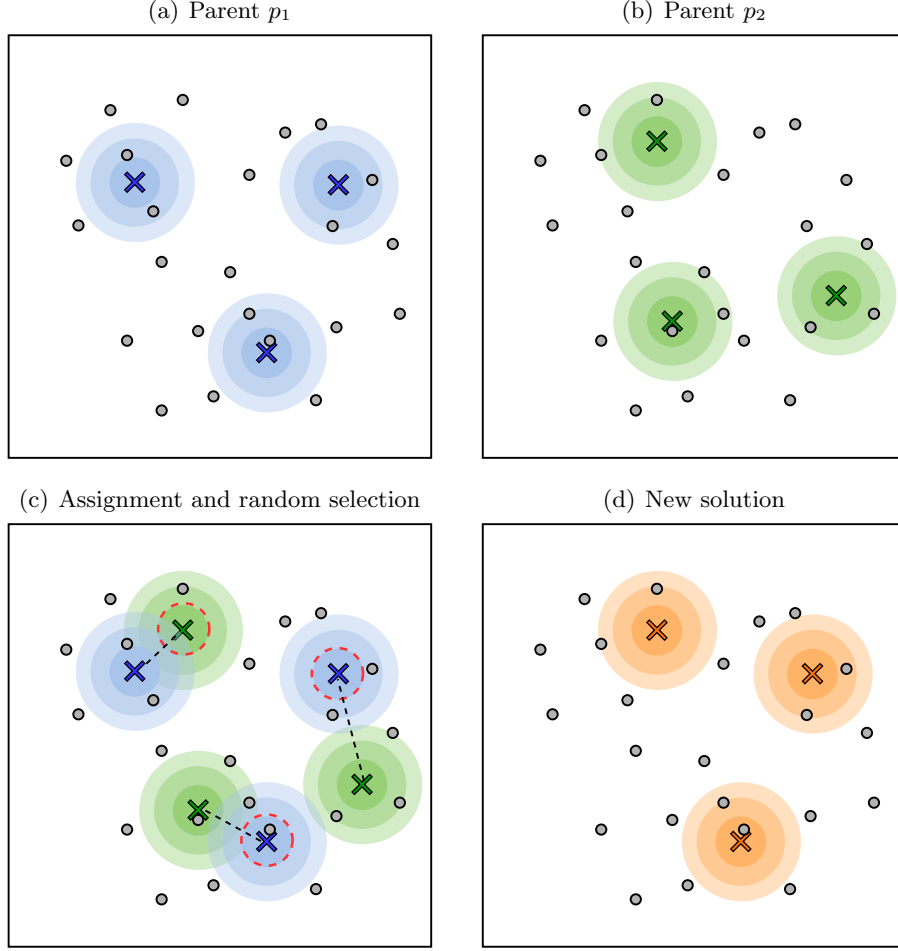 (a) Parent p₁
(b) Parent p₂
(c) Assignment and random selection
(d) New solution